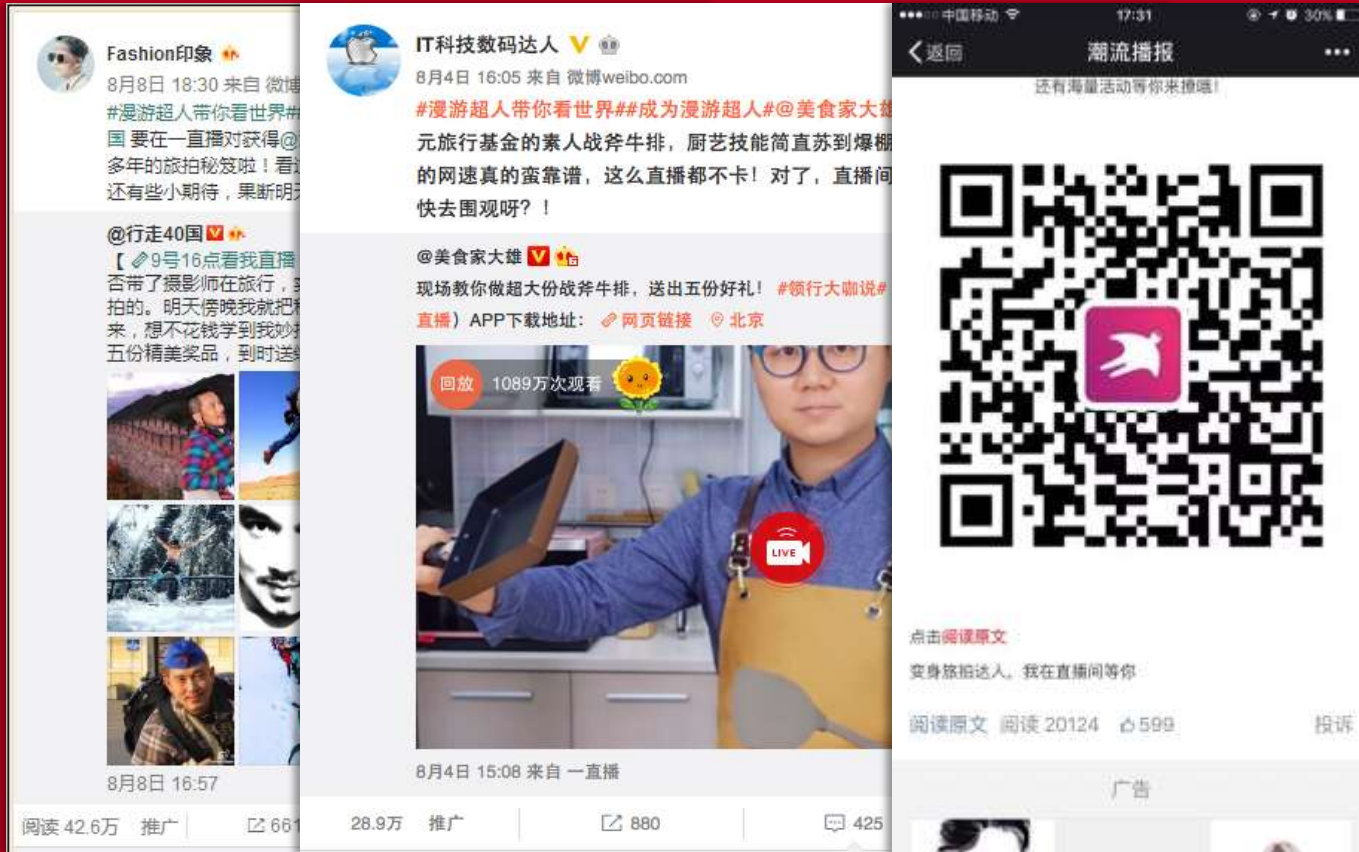 Fashion印象
8月8日 18:30 来自 微博
#漫游超人带你看世界#
国 要在一直播对获得@
多年的旅拍秘笈啦！看
还有些小期待，果断明
@行走40国
【 9号16点看我直播
否带了摄影师在旅行，
拍的。明天傍晚我就把
来，想不花钱学到我妙
五份精美奖品，到时送
8月8日 16:57
阅读 42.6万 推广 661
IT科技数码达人
8月4日 16:05 来自 微博weibo.com
#漫游超人带你看世界##成为漫游超人#@美食家大雄
元旅行基金的素人战斧牛排，厨艺技能简直苏到爆棚
的网速真的蛮靠谱，这么直播都不卡！对了，直播间
快去围观呀？！
@美食家大雄
现场教你做超大份战斧牛排，送出五份好礼！ #领行大咖说#
直播）APP下载地址： 网页链接 北京
回放 1089万次观看
LIVE
8月4日 15:08 来自 一直播
28.9万 推广 880 425
中国移动 17:31 30%
返回 潮流播报
还有海量活动等你来撩哦！
点击阅读原文
变身旅拍达人，我在直播间等你
阅读原文 阅读 20124 599 投诉
广告